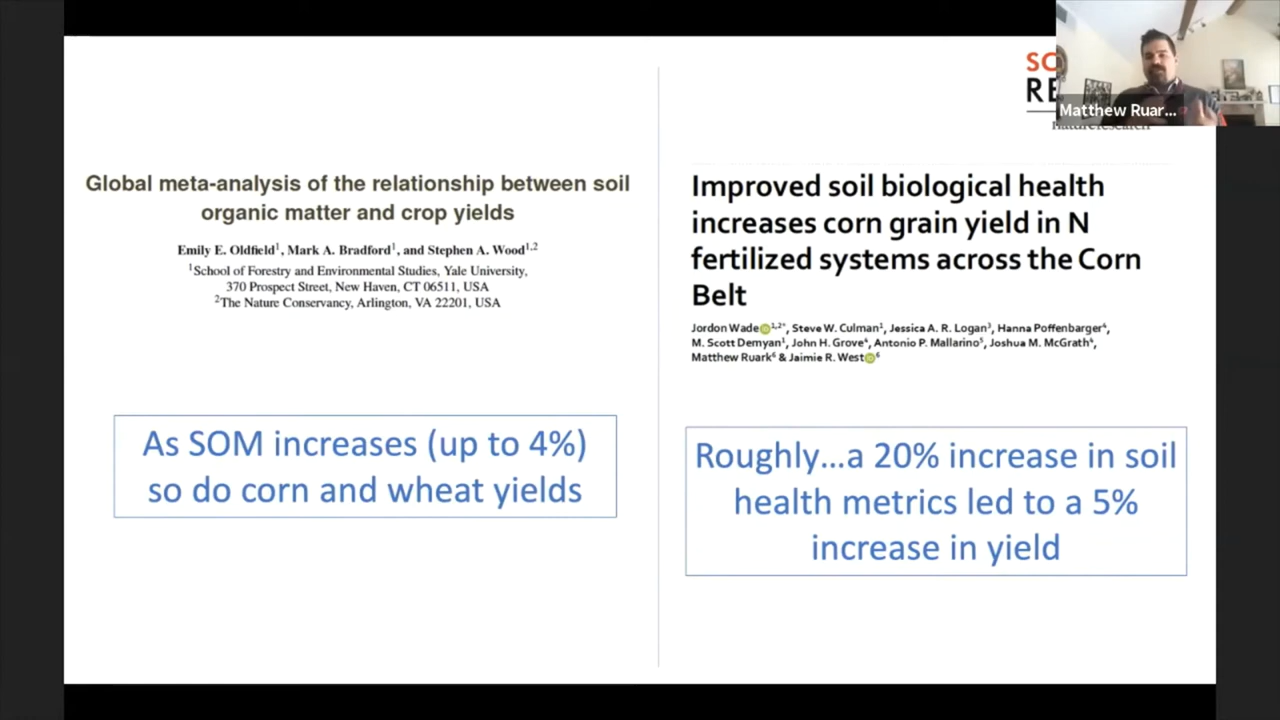 Global meta-analysis of the relationship between soil
organic matter and crop yields
Emily E. Oldfield1, Mark A. Bradford1, and Stephen A. Wood1,2
1School of Forestry and Environmental Studies, Yale University,
370 Prospect Street, New Haven, CT 06511, USA
2The Nature Conservancy, Arlington, VA 22201, USA
As SOM increases (up to 4%)
so do corn and wheat yields
Matthew Ruar...
Improved soil biological health
increases corn grain yield in N
fertilized systems across the Corn
Belt
Jordon Wade1,2*, Steve W. Culman1, Jessica A. R. Logan3, Hanna Poffenbarger4,
M. Scott Demyan1, John H. Grove4, Antonio P. Mallarino5, Joshua M. McGrath4,
Matthew Ruark6 & Jaimie R. West6
Roughly...a 20% increase in soil
health metrics led to a 5%
increase in yield